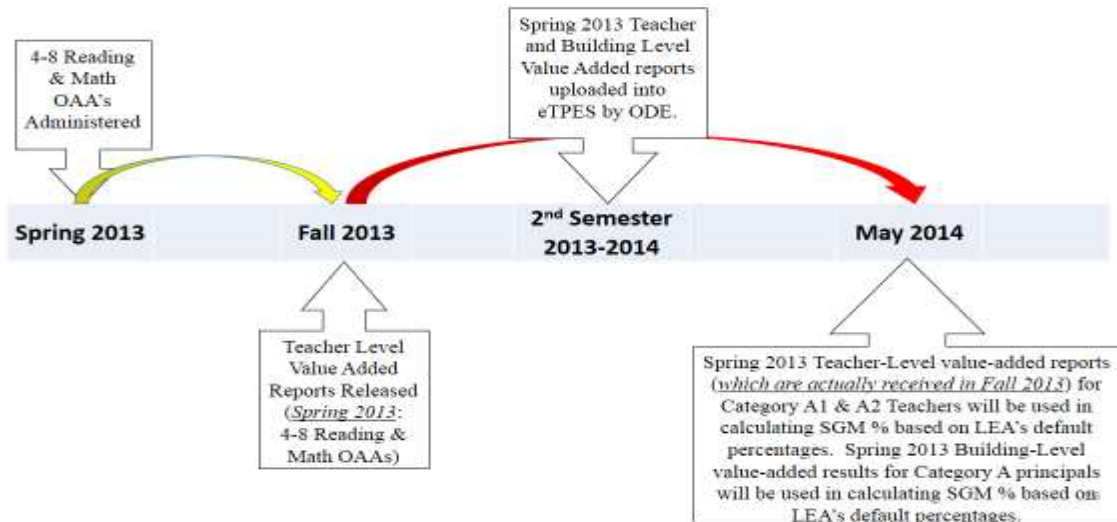 4-8 Reading
& Math
OAA's
Administered
Spring 2013 Teacher
and Building Level
Value Added reports
uploaded into
eTPES by ODE.
Spring 2013
Fall 2013
2nd Semester
2013-2014
May 2014
Teacher Level
Value Added
Reports Released
(Spring 2013:
4-8 Reading &
Math OAAs)
Spring 2013 Teacher-Level value-added reports
(which are actually received in Fall 2013) for
Category A1 & A2 Teachers will be used in
calculating SGM % based on LEA's default
percentages.  Spring 2013 Building-Level
value-added results for Category A principals
will be used in calculating SGM % based on
LEA's default percentages.